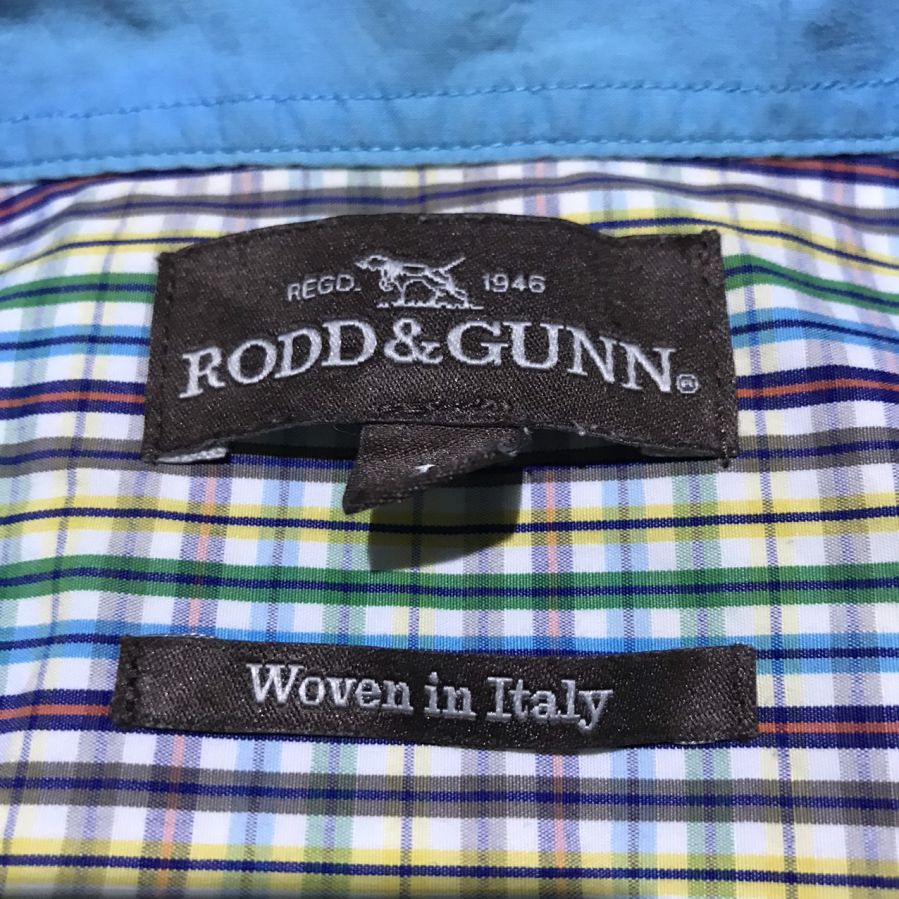 REGD. 1946
RODD & GUNN®
Woven in Italy